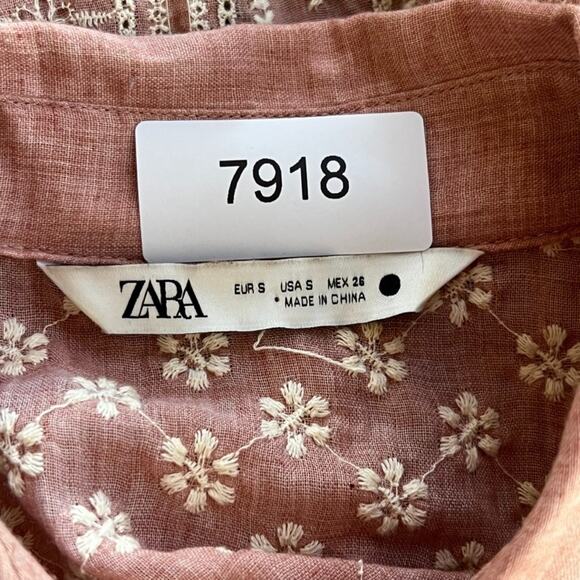 7918
ZARA
EUR S USA S MEX 26
* MADE IN CHINA